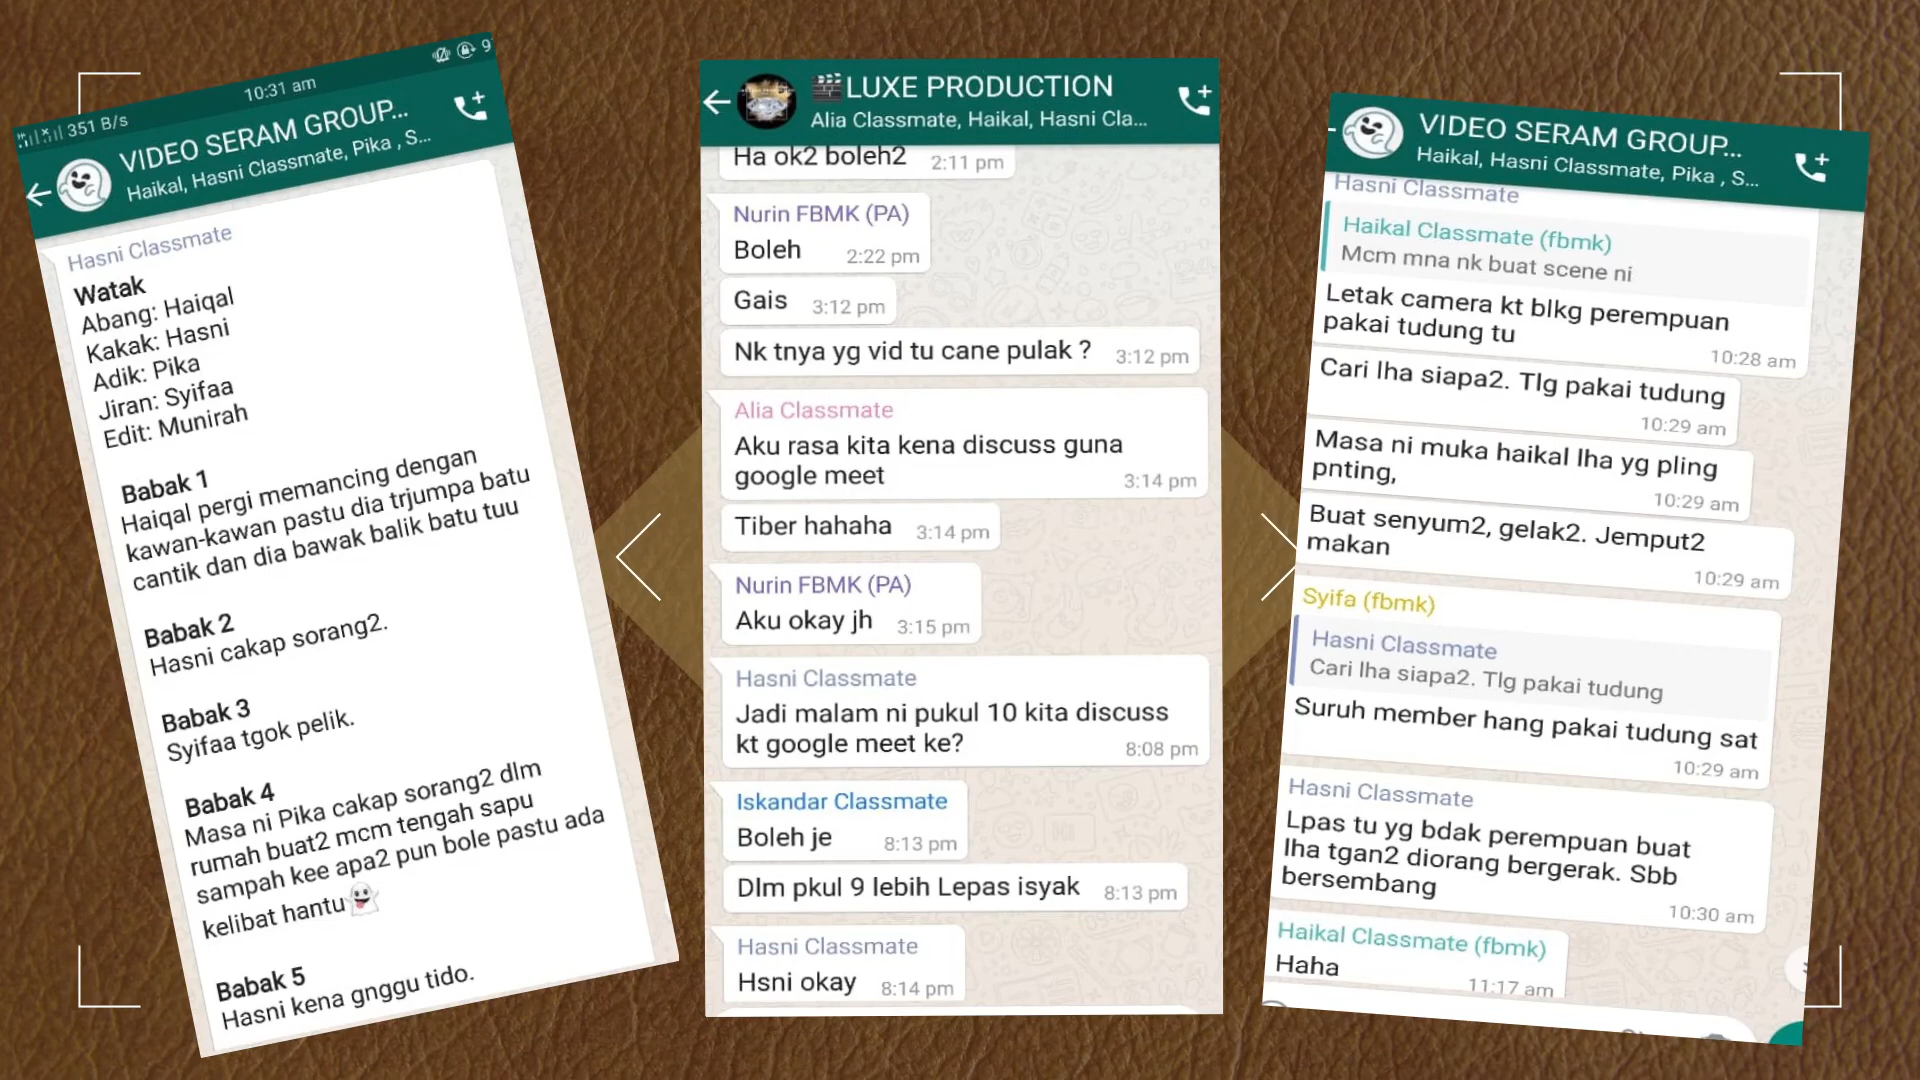 10:31 am
351 B/s
VIDEO SERAM GROUP...
Haikal, Hasni Classmate, Pika , S...
Hasni Classmate
Watak
Abang: Haiqal
Kakak: Hasni
Adik: Pika
Jiran: Syifaa
Edit: Munirah
Babak 1
Haiqal pergi memancing dengan
kawan-kawan pastu dia trjumpa batu
cantik dan dia bawak balik batu tuu
Babak 2
Hasni cakap sorang2.
Babak 3
Syifaa tgok pelik.
Babak 4
Masa ni Pika cakap sorang2 dlm
rumah buat2 mcm tengah sapu
sampah kee apa2 pun bole pastu ada
kelibat hantu👻
Babak 5
Hasni kena gnggu tido.
🎬LUXE PRODUCTION
Alia Classmate, Haikal, Hasni Cla...
Ha ok2 boleh2 2:11 pm
Nurin FBMK (PA)
Boleh 2:22 pm
Gais 3:12 pm
Nk tnya yg vid tu cane pulak ? 3:12 pm
Alia Classmate
Aku rasa kita kena discuss guna
google meet 3:14 pm
Tiber hahaha 3:14 pm
Nurin FBMK (PA)
Aku okay jh 3:15 pm
Hasni Classmate
Jadi malam ni pukul 10 kita discuss
kt google meet ke? 8:08 pm
Iskandar Classmate
Boleh je 8:13 pm
Dlm pkul 9 lebih Lepas isyak 8:13 pm
Hasni Classmate
Hsni okay 8:14 pm
VIDEO SERAM GROUP...
Haikal, Hasni Classmate, Pika , S...
Hasni Classmate
Haikal Classmate (fbmk)
Mcm mna nk buat scene ni
Letak camera kt blkg perempuan
pakai tudung tu
10:28 am
Cari lha siapa2. Tlg pakai tudung
10:29 am
Masa ni muka haikal lha yg pling
pnting,
10:29 am
Buat senyum2, gelak2. Jemput2
makan
10:29 am
Syifa (fbmk)
Hasni Classmate
Cari lha siapa2. Tlg pakai tudung
Suruh member hang pakai tudung sat
10:29 am
Hasni Classmate
Lpas tu yg bdak perempuan buat
lha tgan2 diorang bergerak. Sbb
bersembang
10:30 am
Haikal Classmate (fbmk)
Haha
11:17 am